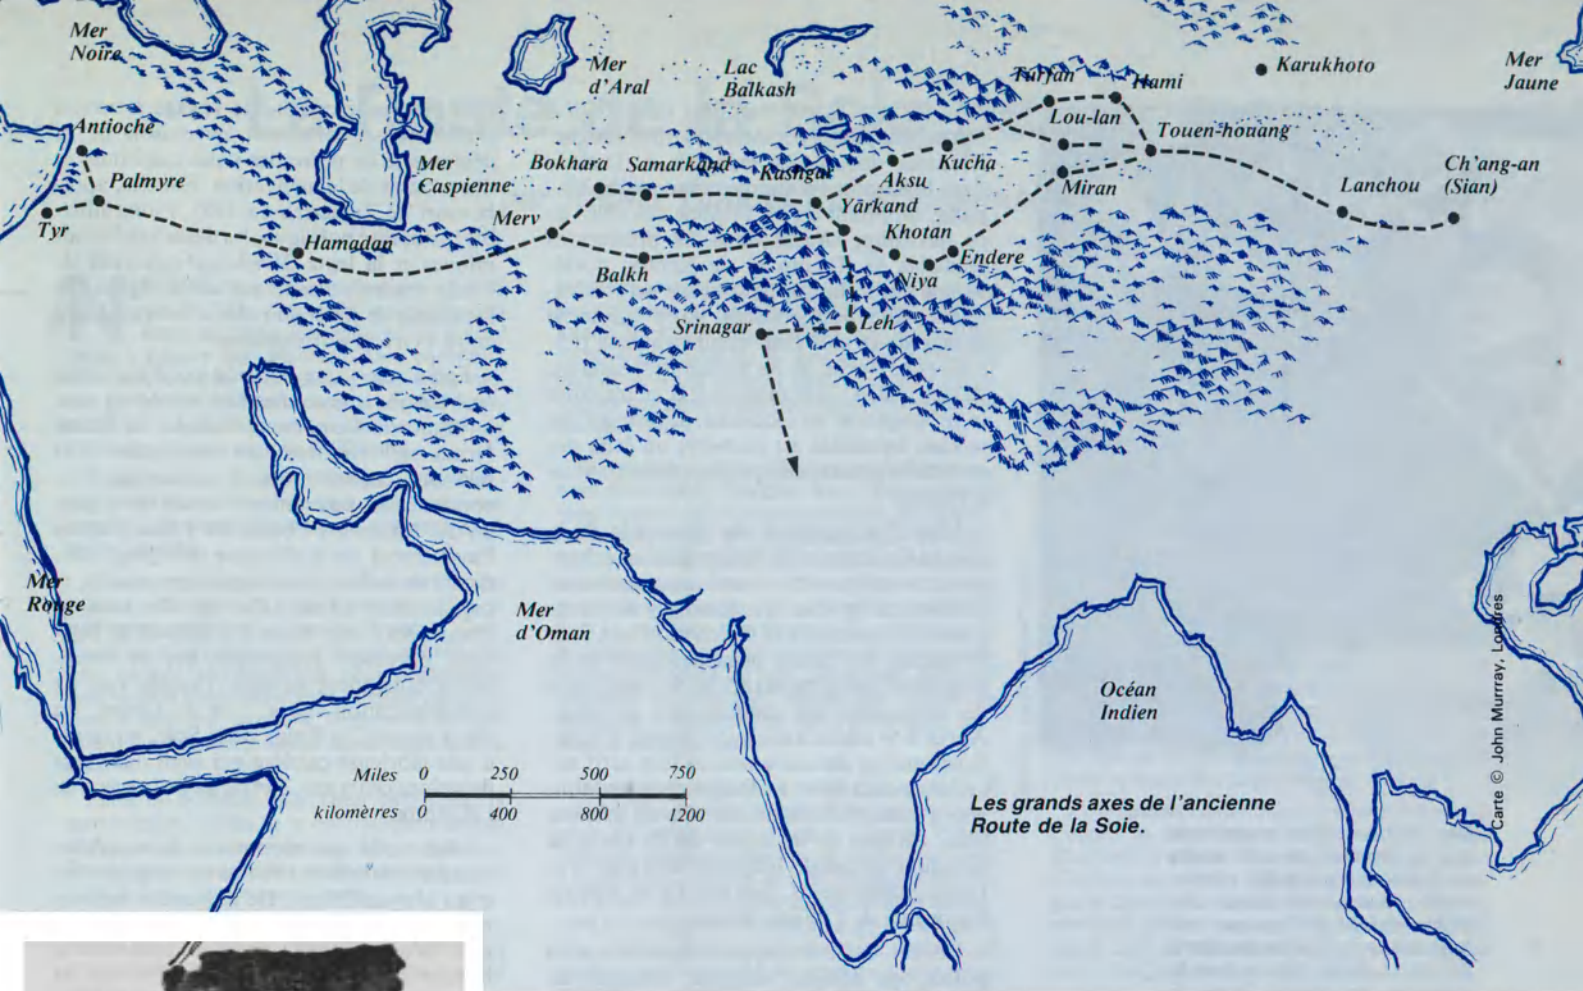 Mer
Noire
Mer
d'Aral
Lac
Balkash
Turfan
Hami
Karukhoto
Mer
Jaune
Antioche
Lou-lan
Touen-houang
Palmyre
Mer
Caspienne
Bokhara
Samarkand
Kashgar
Aksu
Kucha
Miran
Lanchou
Ch'ang-an
(Sian)
Tyr
Hamadan
Merv
Balkh
Yārkand
Khotan
Niya
Endere
Srinagar
Leh
Mer
Rouge
Mer
d'Oman
Océan
Indien
Miles 0 250 500 750
kilomètres 0 400 800 1200
Les grands axes de l'ancienne
Route de la Soie.
Carte © John Murrray, Londres